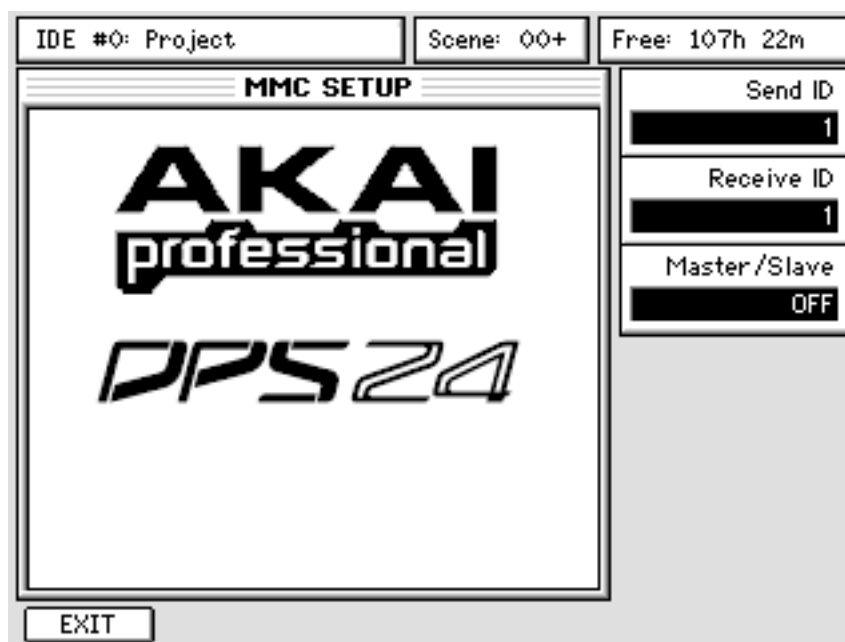 IDE #0: Project
Scene: 00+
Free: 107h 22m
MMC SETUP
AKAI
professional
DPS24
Send ID
1
Receive ID
1
Master/Slave
OFF
EXIT